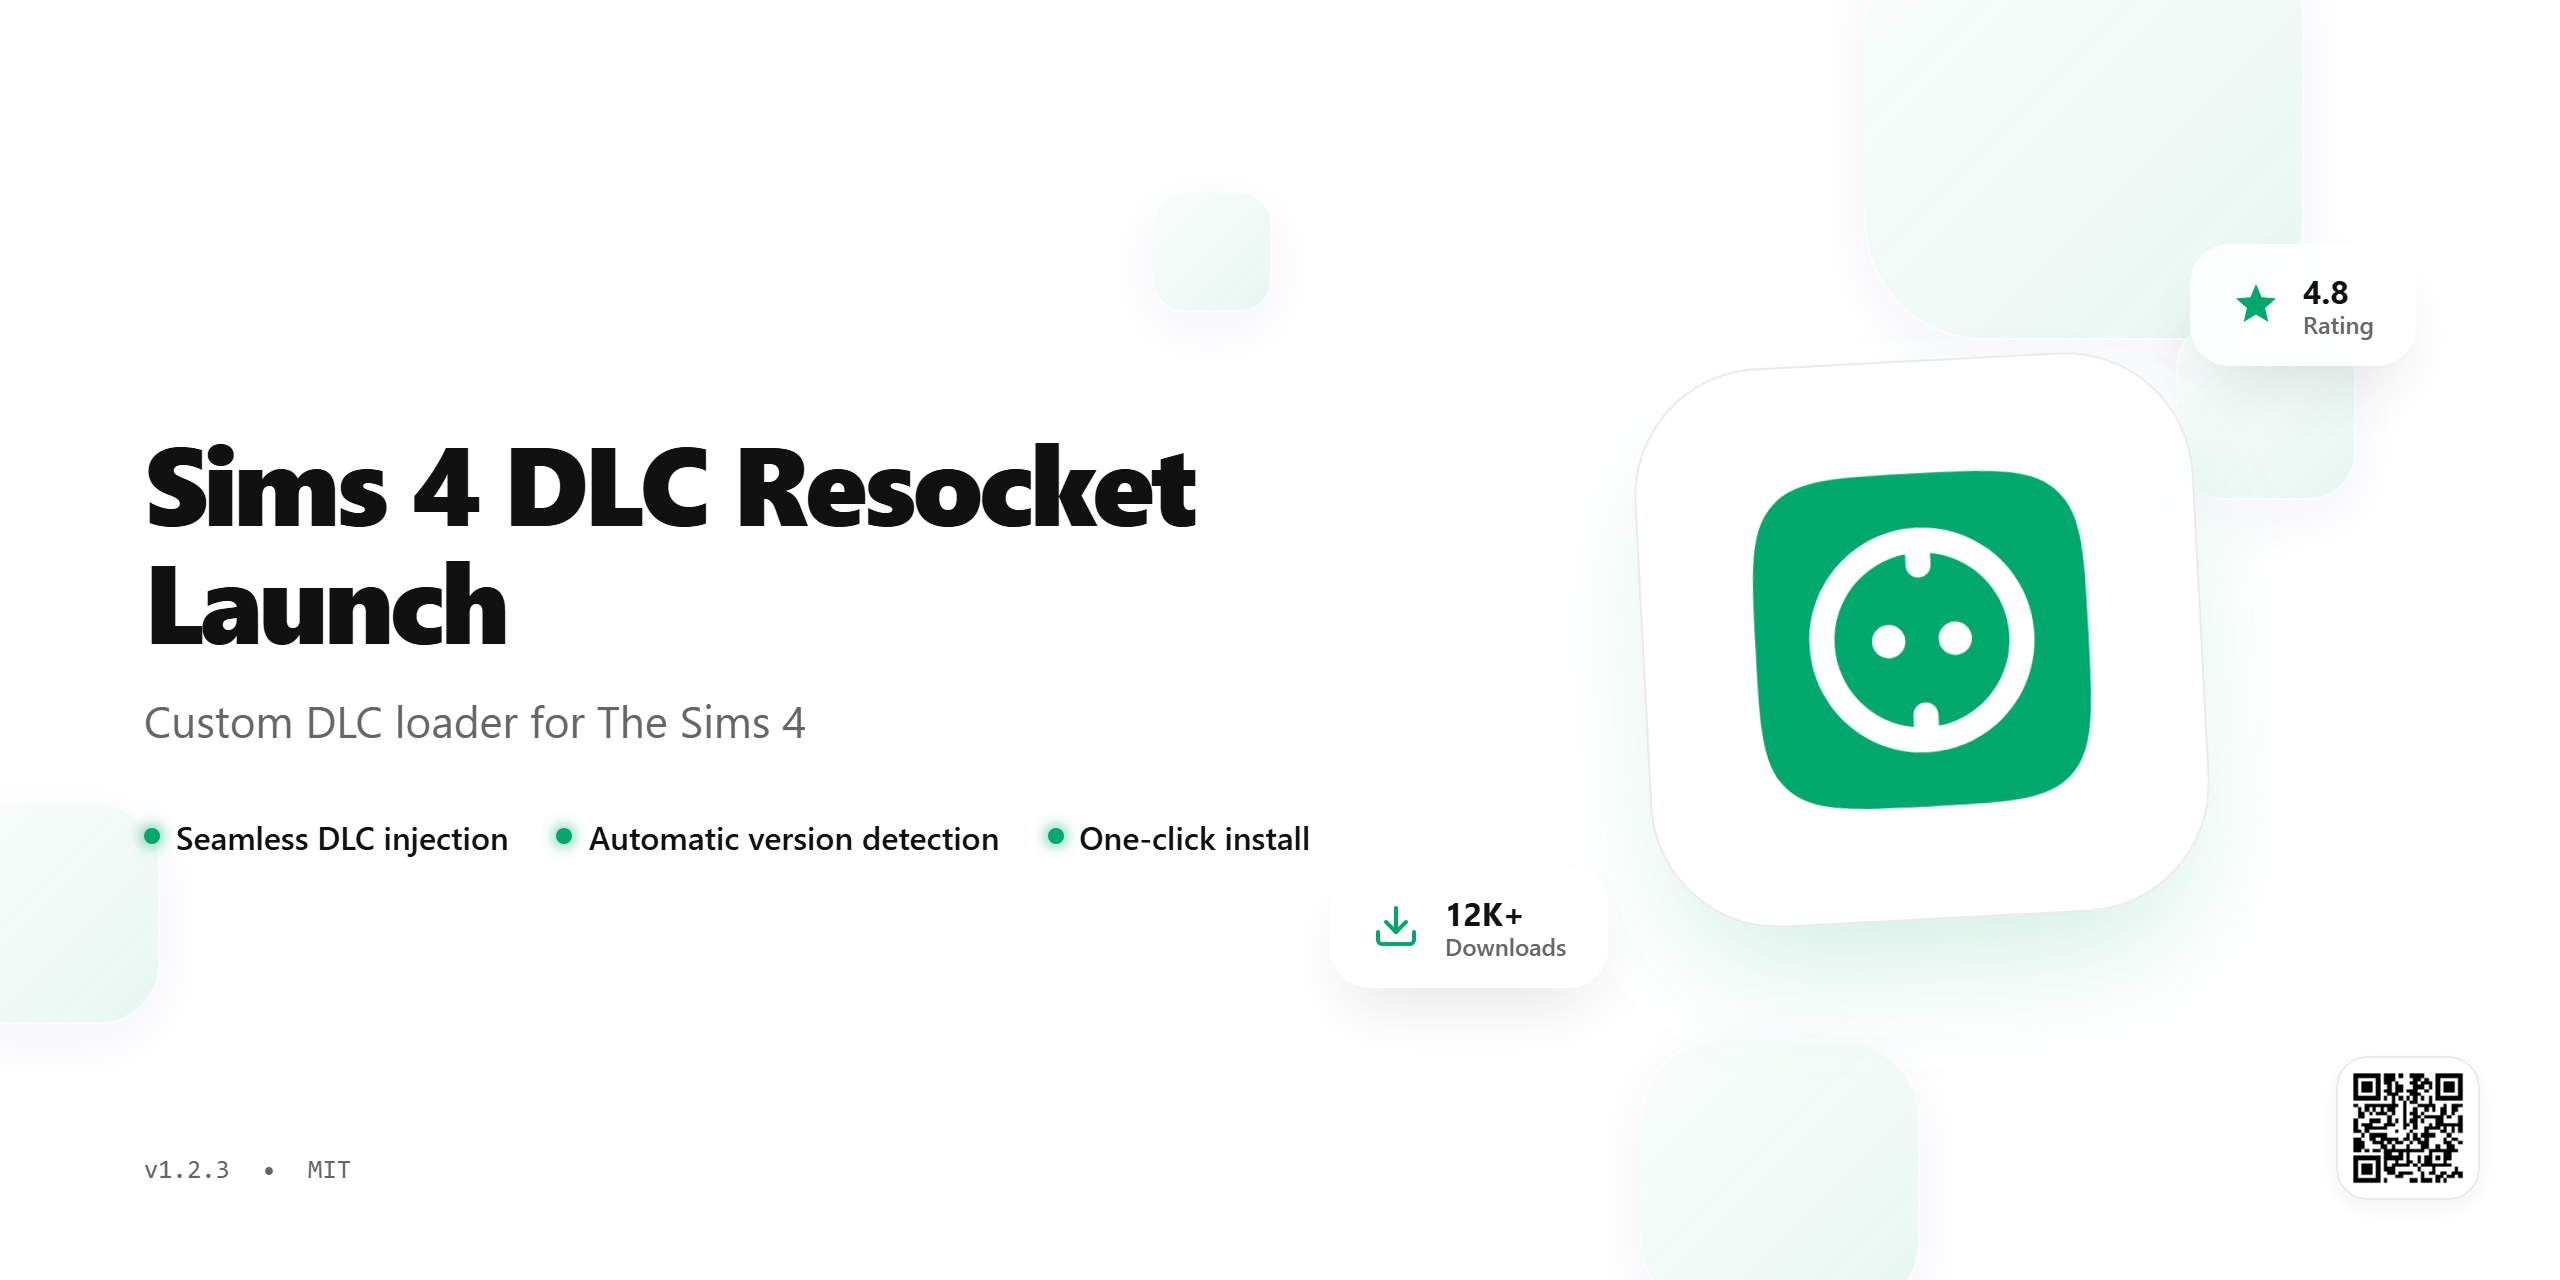 Sims 4 DLC Resocket
Launch
Custom DLC loader for The Sims 4
Seamless DLC injection
Automatic version detection
One-click install
4.8
Rating
12K+
Downloads
v1.2.3 • MIT